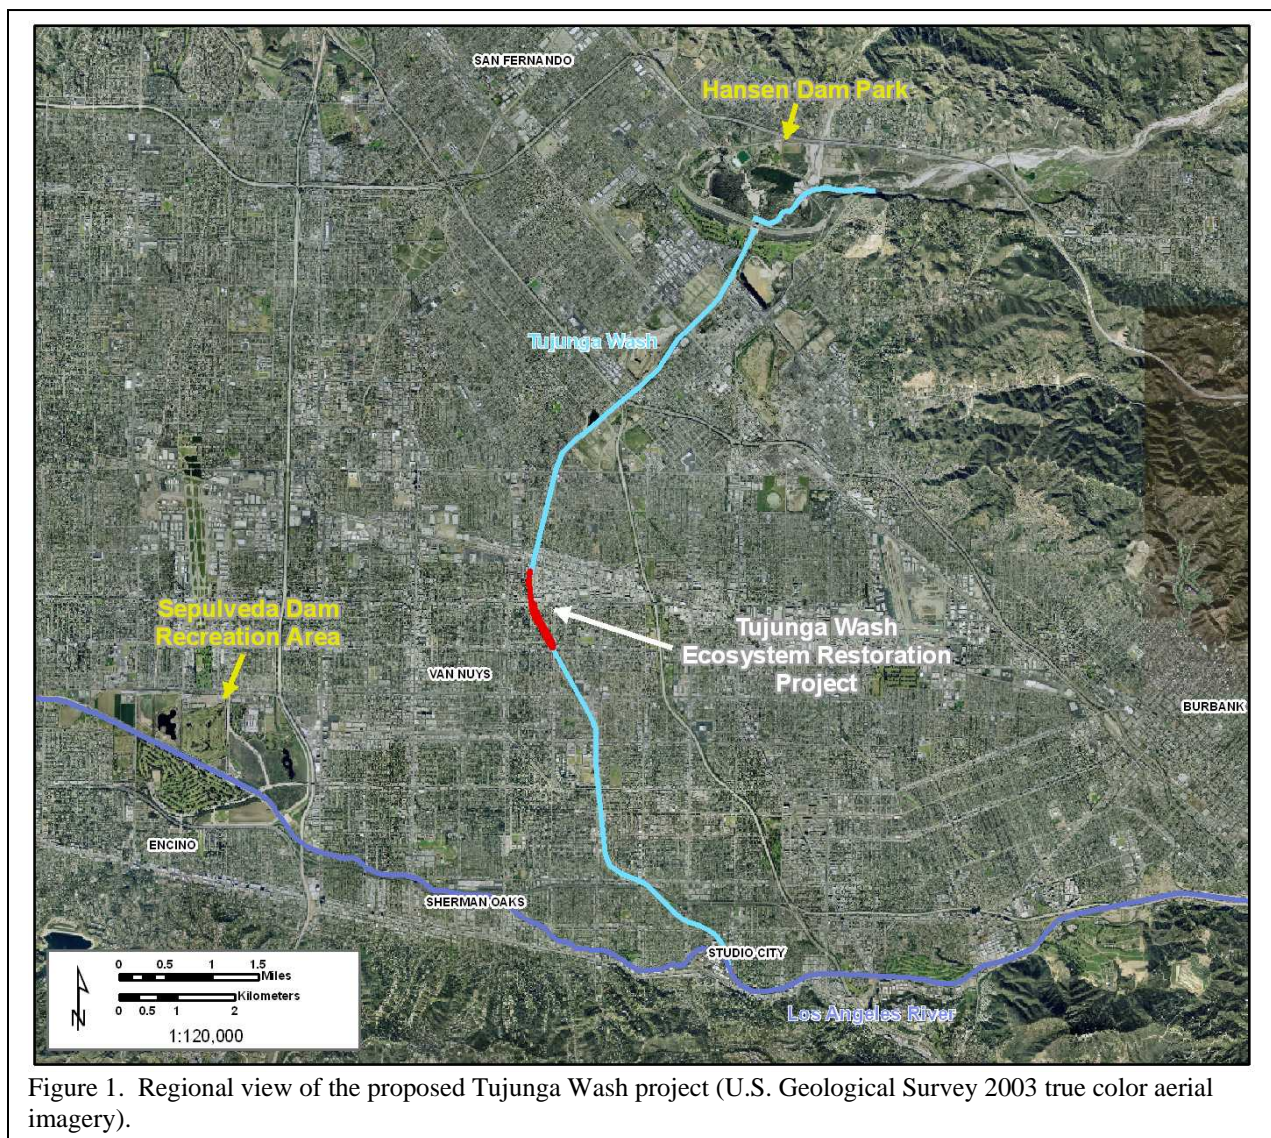 SAN FERNANDO
Hansen Dam Park
Tujunga Wash
Sepulveda Dam
Recreation Area
Tujunga Wash
Ecosystem Restoration
Project
VAN NUYS
BURBANK
ENCINO
SHERMAN OAKS
STUDIO CITY
Los Angeles River
0 0.5 1 1.5
Miles
Kilometers
0 0.5 1 2
N
1:120,000
Figure 1. Regional view of the proposed Tujunga Wash project (U.S. Geological Survey 2003 true color aerial
imagery).